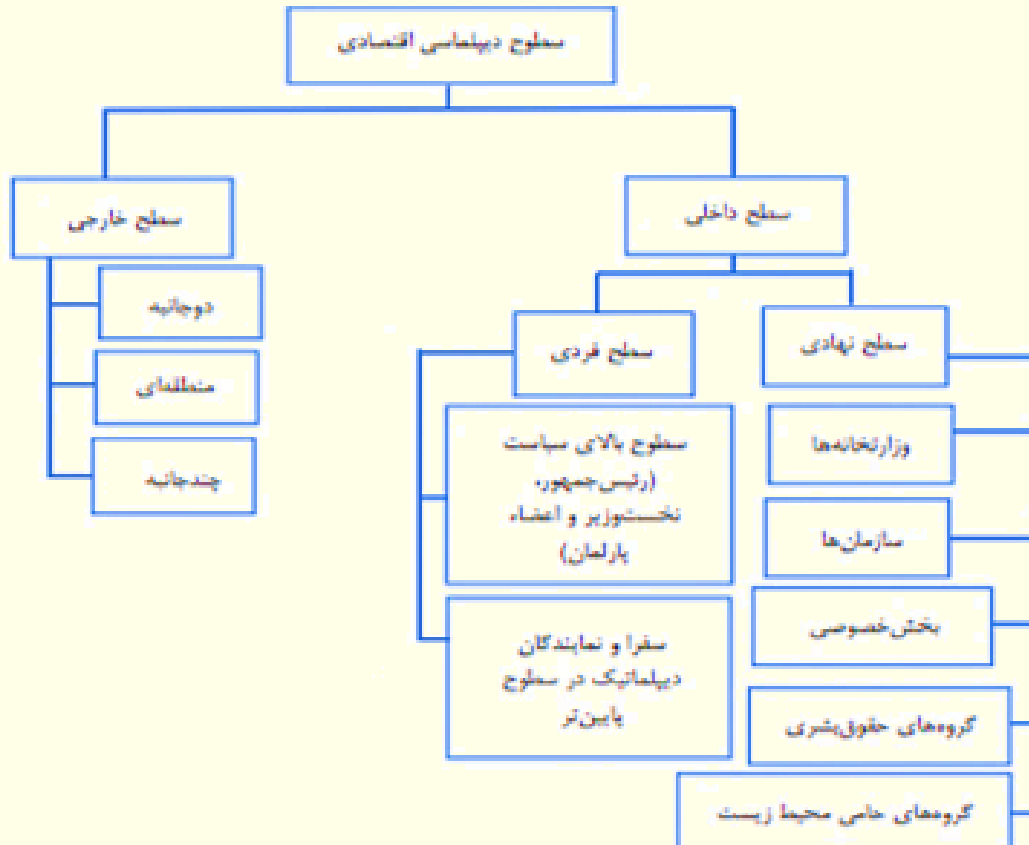 سطوح دیپلماسی اقتصادی
سطح داخلی
سطح خارجی
سطح نهادی
وزارتخانه‌ها
سازمان‌ها
بخش‌خصوصی
گروه‌های حقوق‌بشری
گروه‌های حامی محیط زیست
سطح فردی
سطوح بالای سیاست
(رئیس‌جمهور،
نخست‌وزیر و اعضاء
پارلمان)
سفرا و نمایندگان
دیپلماتیک در سطوح
پایین‌تر
دوجانبه
منطقه‌ای
چندجانبه